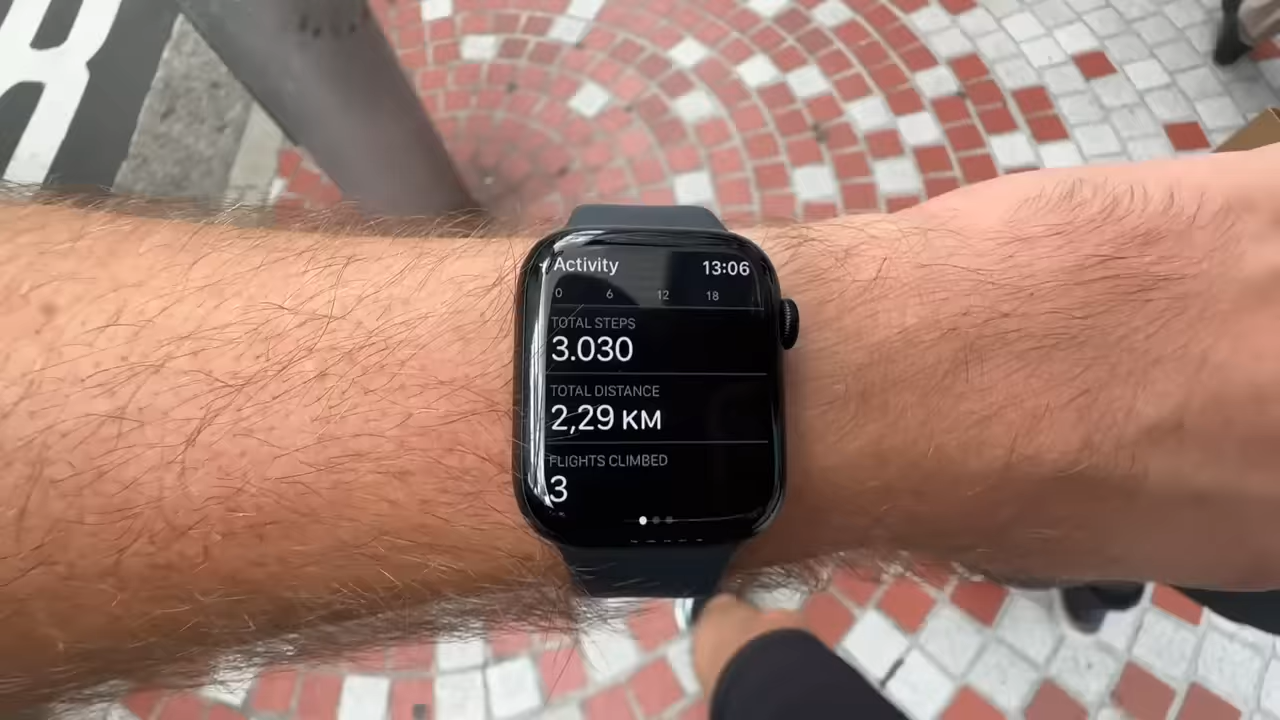 Activity 13:06
0 6 12 18
TOTAL STEPS
3.030
TOTAL DISTANCE
2,29 KM
FLIGHTS CLIMBED
3